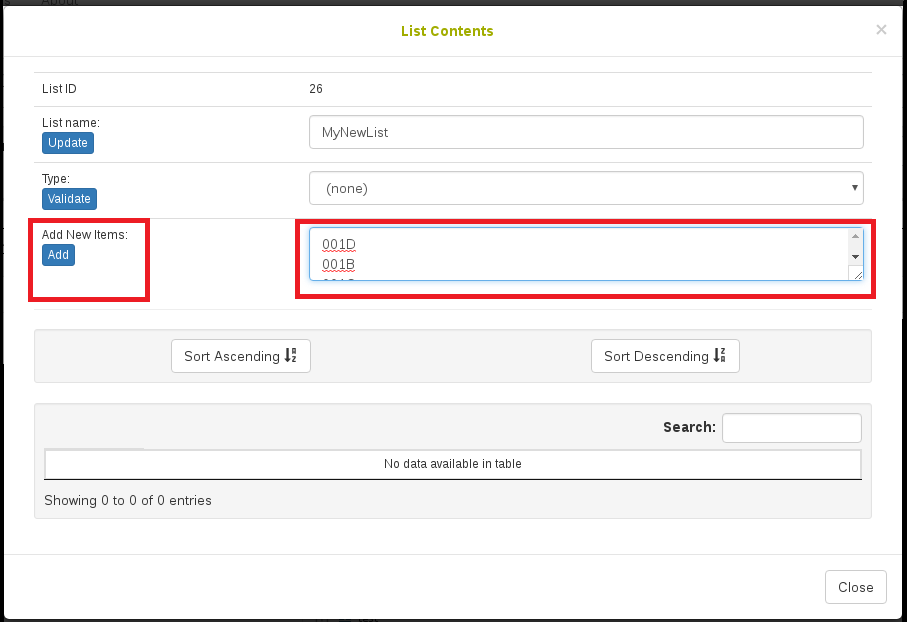 About
List Contents
×
List ID 26
List name: MyNewList
Update
Type: (none)
Validate
Add New Items: 001D
Add 001B
Sort Ascending Sort Descending
Search:
No data available in table
Showing 0 to 0 of 0 entries
Close